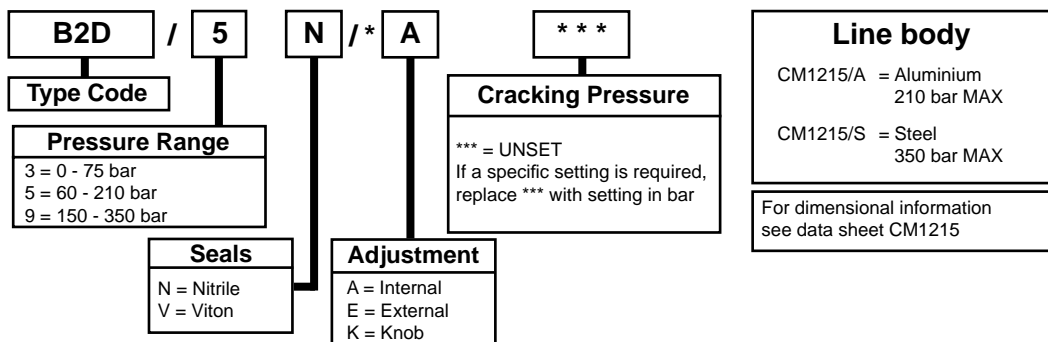 B2D / 5 N / * A * * *
Type Code
Pressure Range
3 = 0 - 75 bar
5 = 60 - 210 bar
9 = 150 - 350 bar
Seals
N = Nitrile
V = Viton
Adjustment
A = Internal
E = External
K = Knob
Cracking Pressure
*** = UNSET
If a specific setting is required,
replace *** with setting in bar
Line body
CM1215/A = Aluminium
210 bar MAX
CM1215/S = Steel
350 bar MAX
For dimensional information
see data sheet CM1215